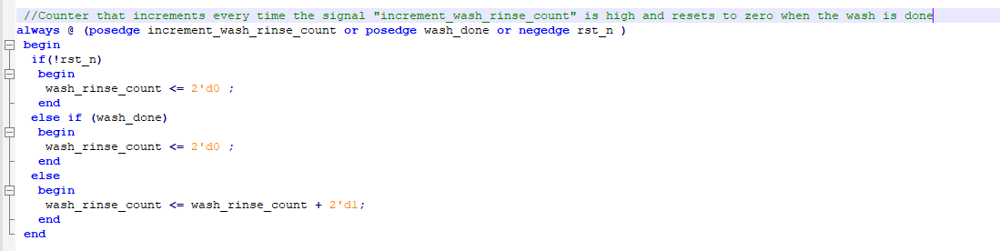 //Counter that increments every time the signal "increment_wash_rinse_count" is high and resets to zero when the wash is done
always @ (posedge increment_wash_rinse_count or posedge wash_done or negedge rst_n )
begin
if(!rst_n)
begin
wash_rinse_count <= 2'd0 ;
end
else if (wash_done)
begin
wash_rinse_count <= 2'd0 ;
end
else
begin
wash_rinse_count <= wash_rinse_count + 2'd1;
end
end